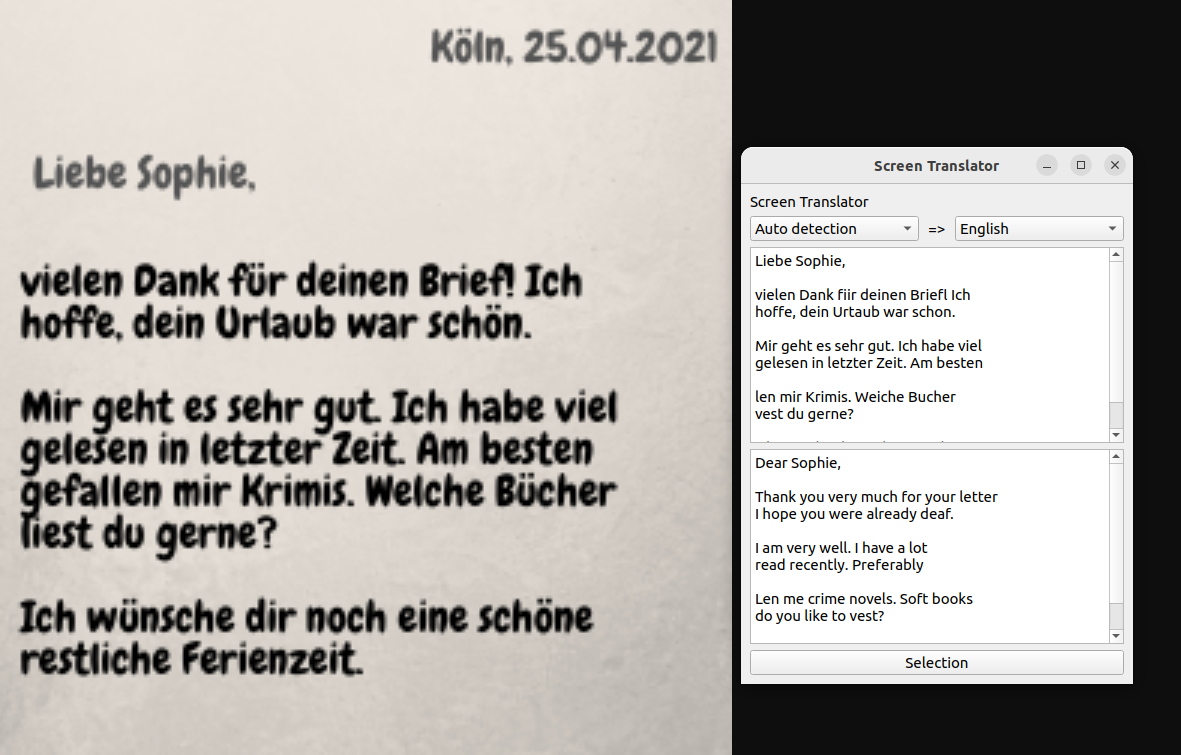 Köln, 25.04.2021
Liebe Sophie,
vielen Dank für deinen Brief! Ich
hoffe, dein Urlaub war schön.
Mir geht es sehr gut. Ich habe viel
gelesen in letzter Zeit. Am besten
gefallen mir Krimis. Welche Bücher
liest du gerne?
Ich wünsche dir noch eine schöne
restliche Ferienzeit.
Screen Translator
Screen Translator
Auto detection => English
Liebe Sophie,
vielen Dank fiir deinen Briefl Ich
hoffe, dein Urtaub war schon.
Mir geht es sehr gut. Ich habe viel
gelesen in letzter Zeit. Am besten
len mir Krimis. Weiche Bucher
vest du gerne?
Dear Sophie,
Thank you very much for your letter
I hope you were already deaf.
I am very well. I have a lot
read recently. Preferably
Len me crime novels. Soft books
do you like to vest?
Selection